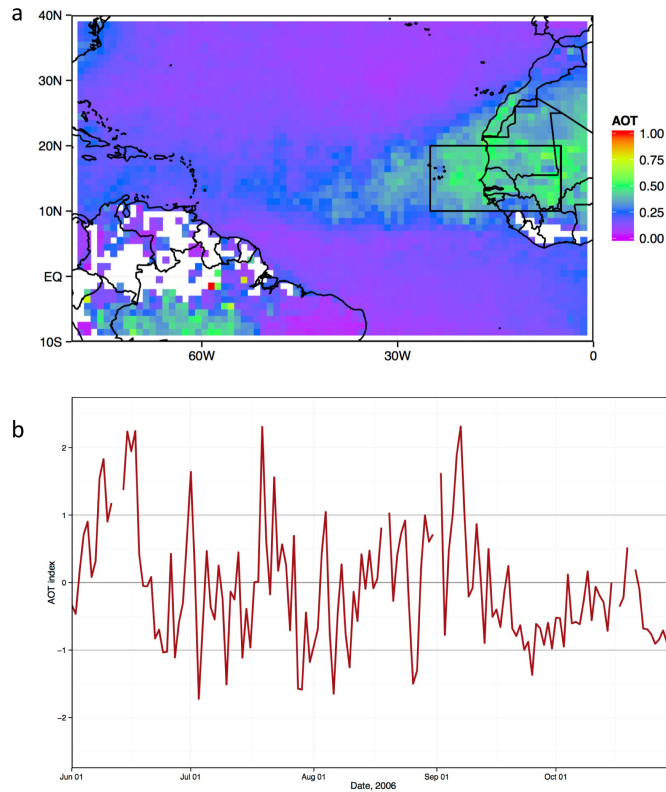 a
40N
30N
20N
10N
EQ
10S
60W
30W
0
AOT
1.00
0.75
0.50
0.25
0.00
b
2
1
0
−1
−2
AOT index
Jun 01
Jul 01
Aug 01
Sep 01
Oct 01
Date, 2006